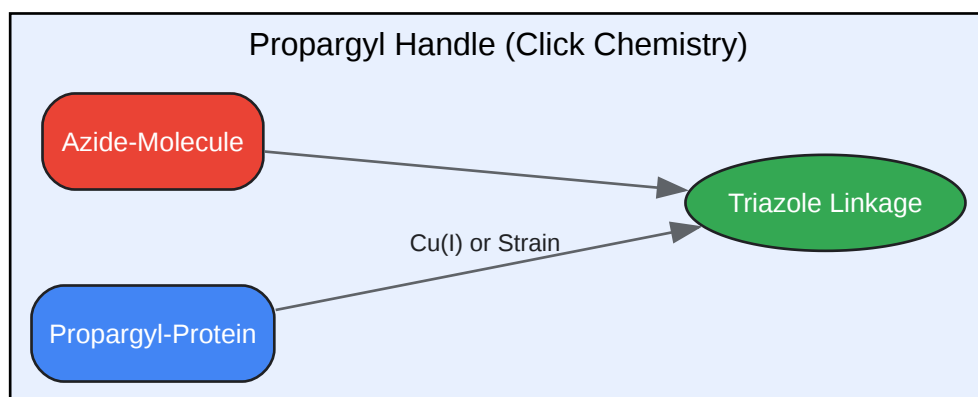 Propargyl Handle (Click Chemistry)
Azide-Molecule
Triazole Linkage
Cu(I) or Strain
Propargyl-Protein